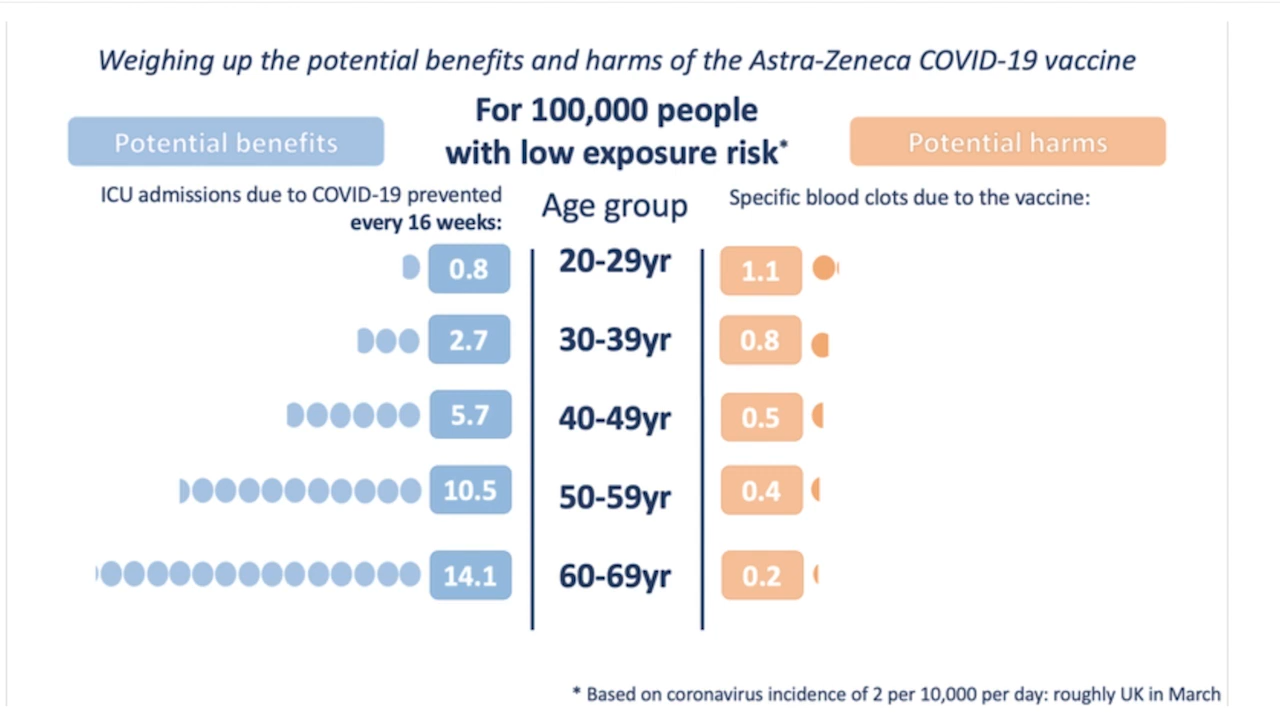 Weighing up the potential benefits and harms of the Astra-Zeneca COVID-19 vaccine
For 100,000 people
with low exposure risk*
Potential benefits
Potential harms
ICU admissions due to COVID-19 prevented
every 16 weeks:
Age group
Specific blood clots due to the vaccine:
0.8 20-29yr 1.1
2.7 30-39yr 0.8
5.7 40-49yr 0.5
10.5 50-59yr 0.4
14.1 60-69yr 0.2
* Based on coronavirus incidence of 2 per 10,000 per day: roughly UK in March